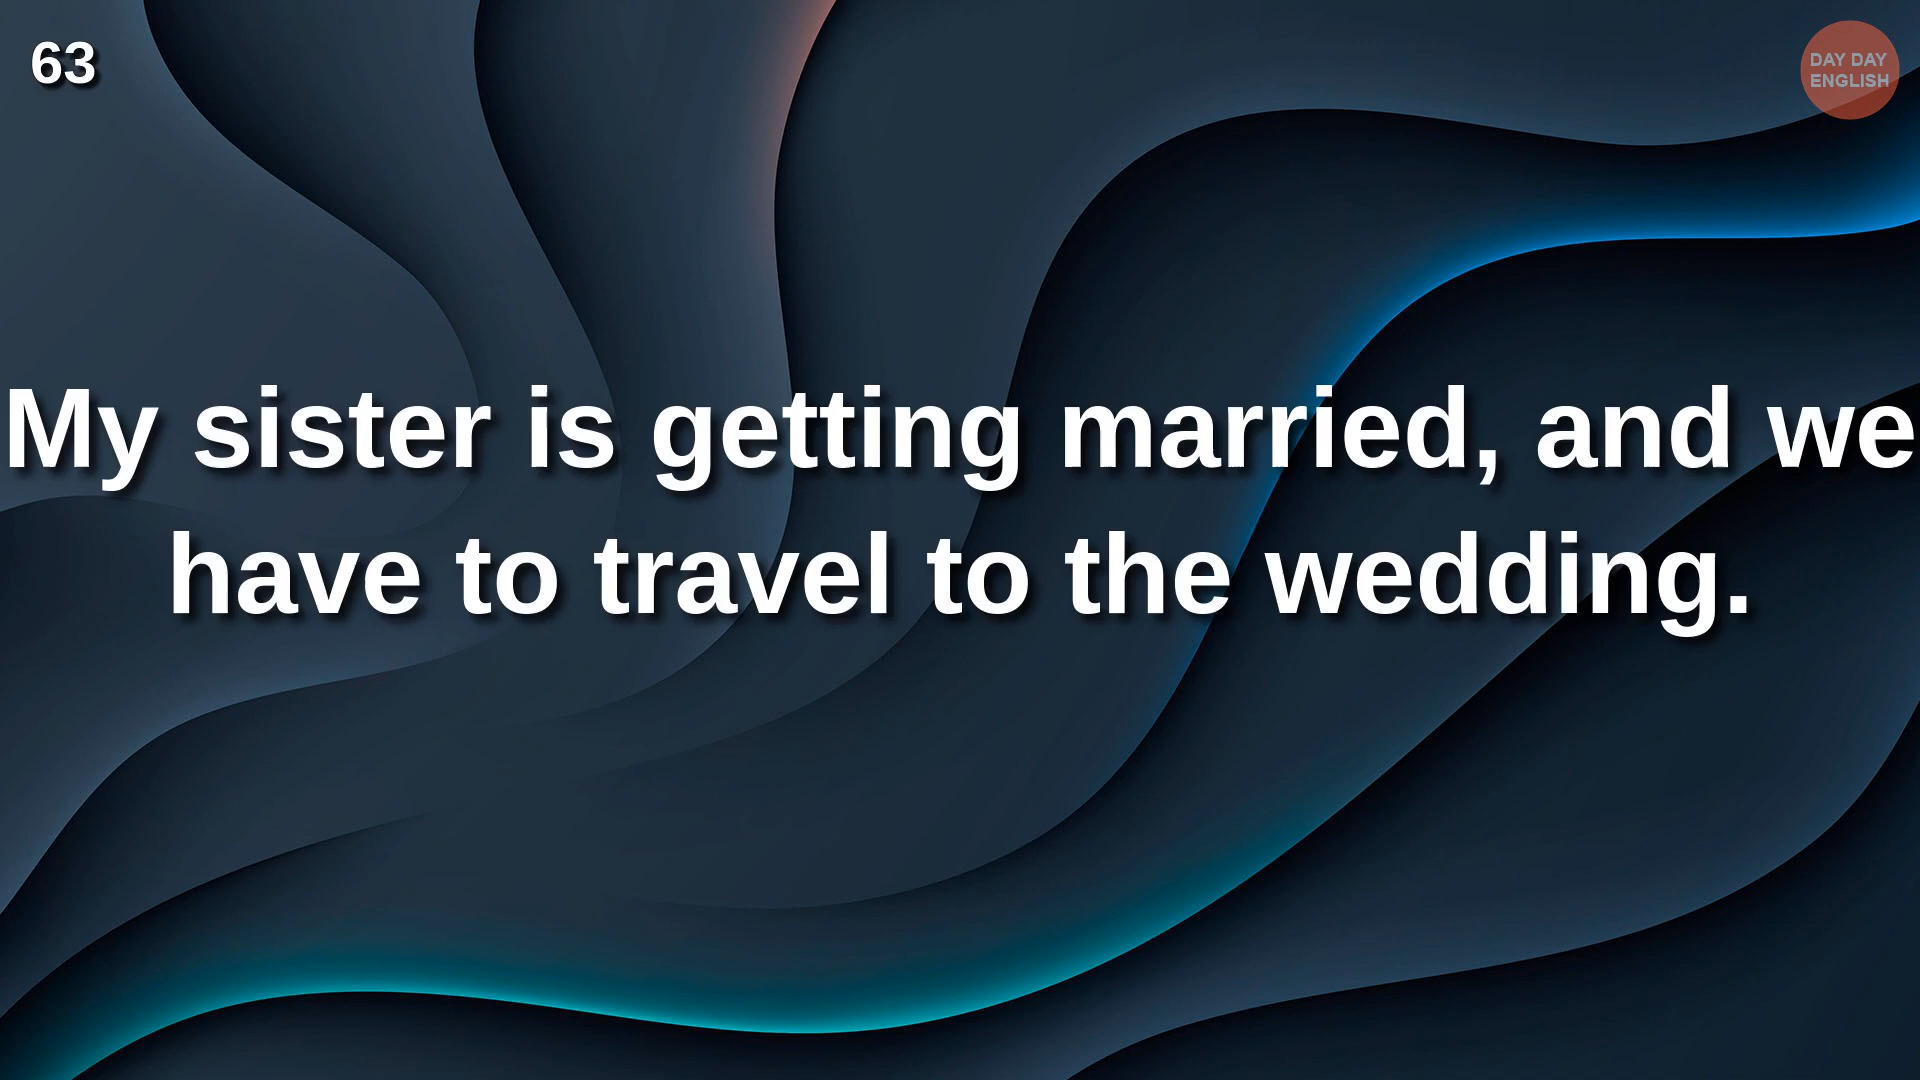 63
DAY DAY
ENGLISH
My sister is getting married, and we
have to travel to the wedding.